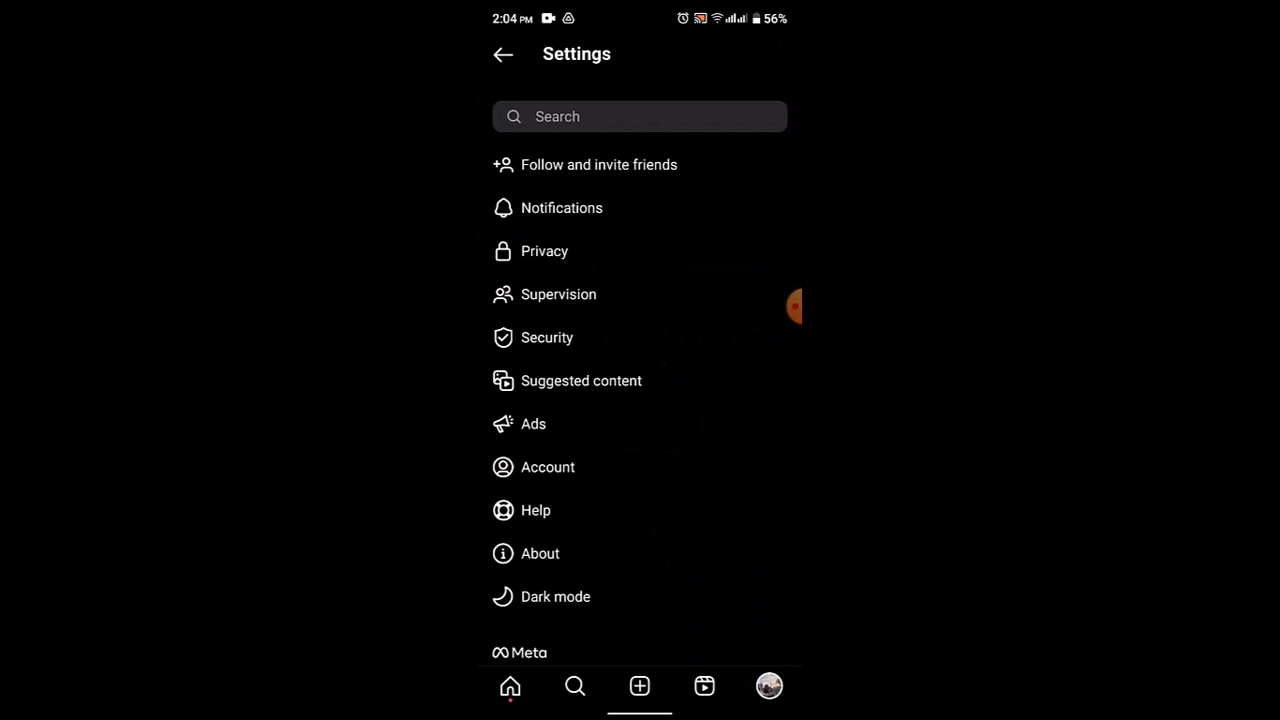 2:04 PM 56%
Settings
Search
Follow and invite friends
Notifications
Privacy
Supervision
Security
Suggested content
Ads
Account
Help
About
Dark mode
Meta